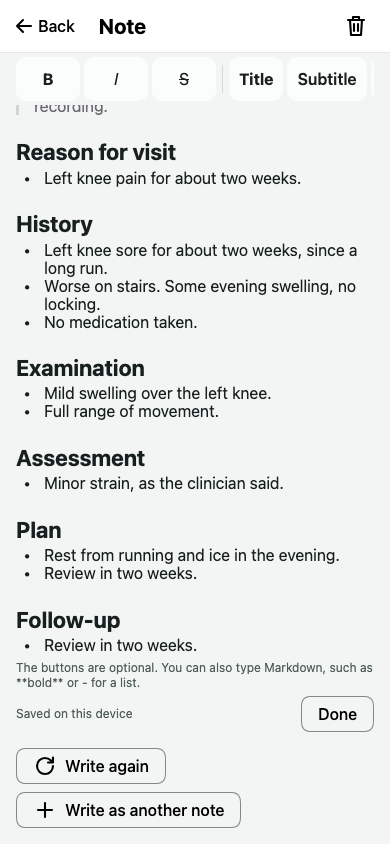 Back Note
B I S Title Subtitle
recording.
Reason for visit
• Left knee pain for about two weeks.
History
• Left knee sore for about two weeks, since a
long run.
• Worse on stairs. Some evening swelling, no
locking.
• No medication taken.
Examination
• Mild swelling over the left knee.
• Full range of movement.
Assessment
• Minor strain, as the clinician said.
Plan
• Rest from running and ice in the evening.
• Review in two weeks.
Follow-up
• Review in two weeks.
The buttons are optional. You can also type Markdown, such as
**bold** or - for a list.
Saved on this device
Done
Write again
Write as another note